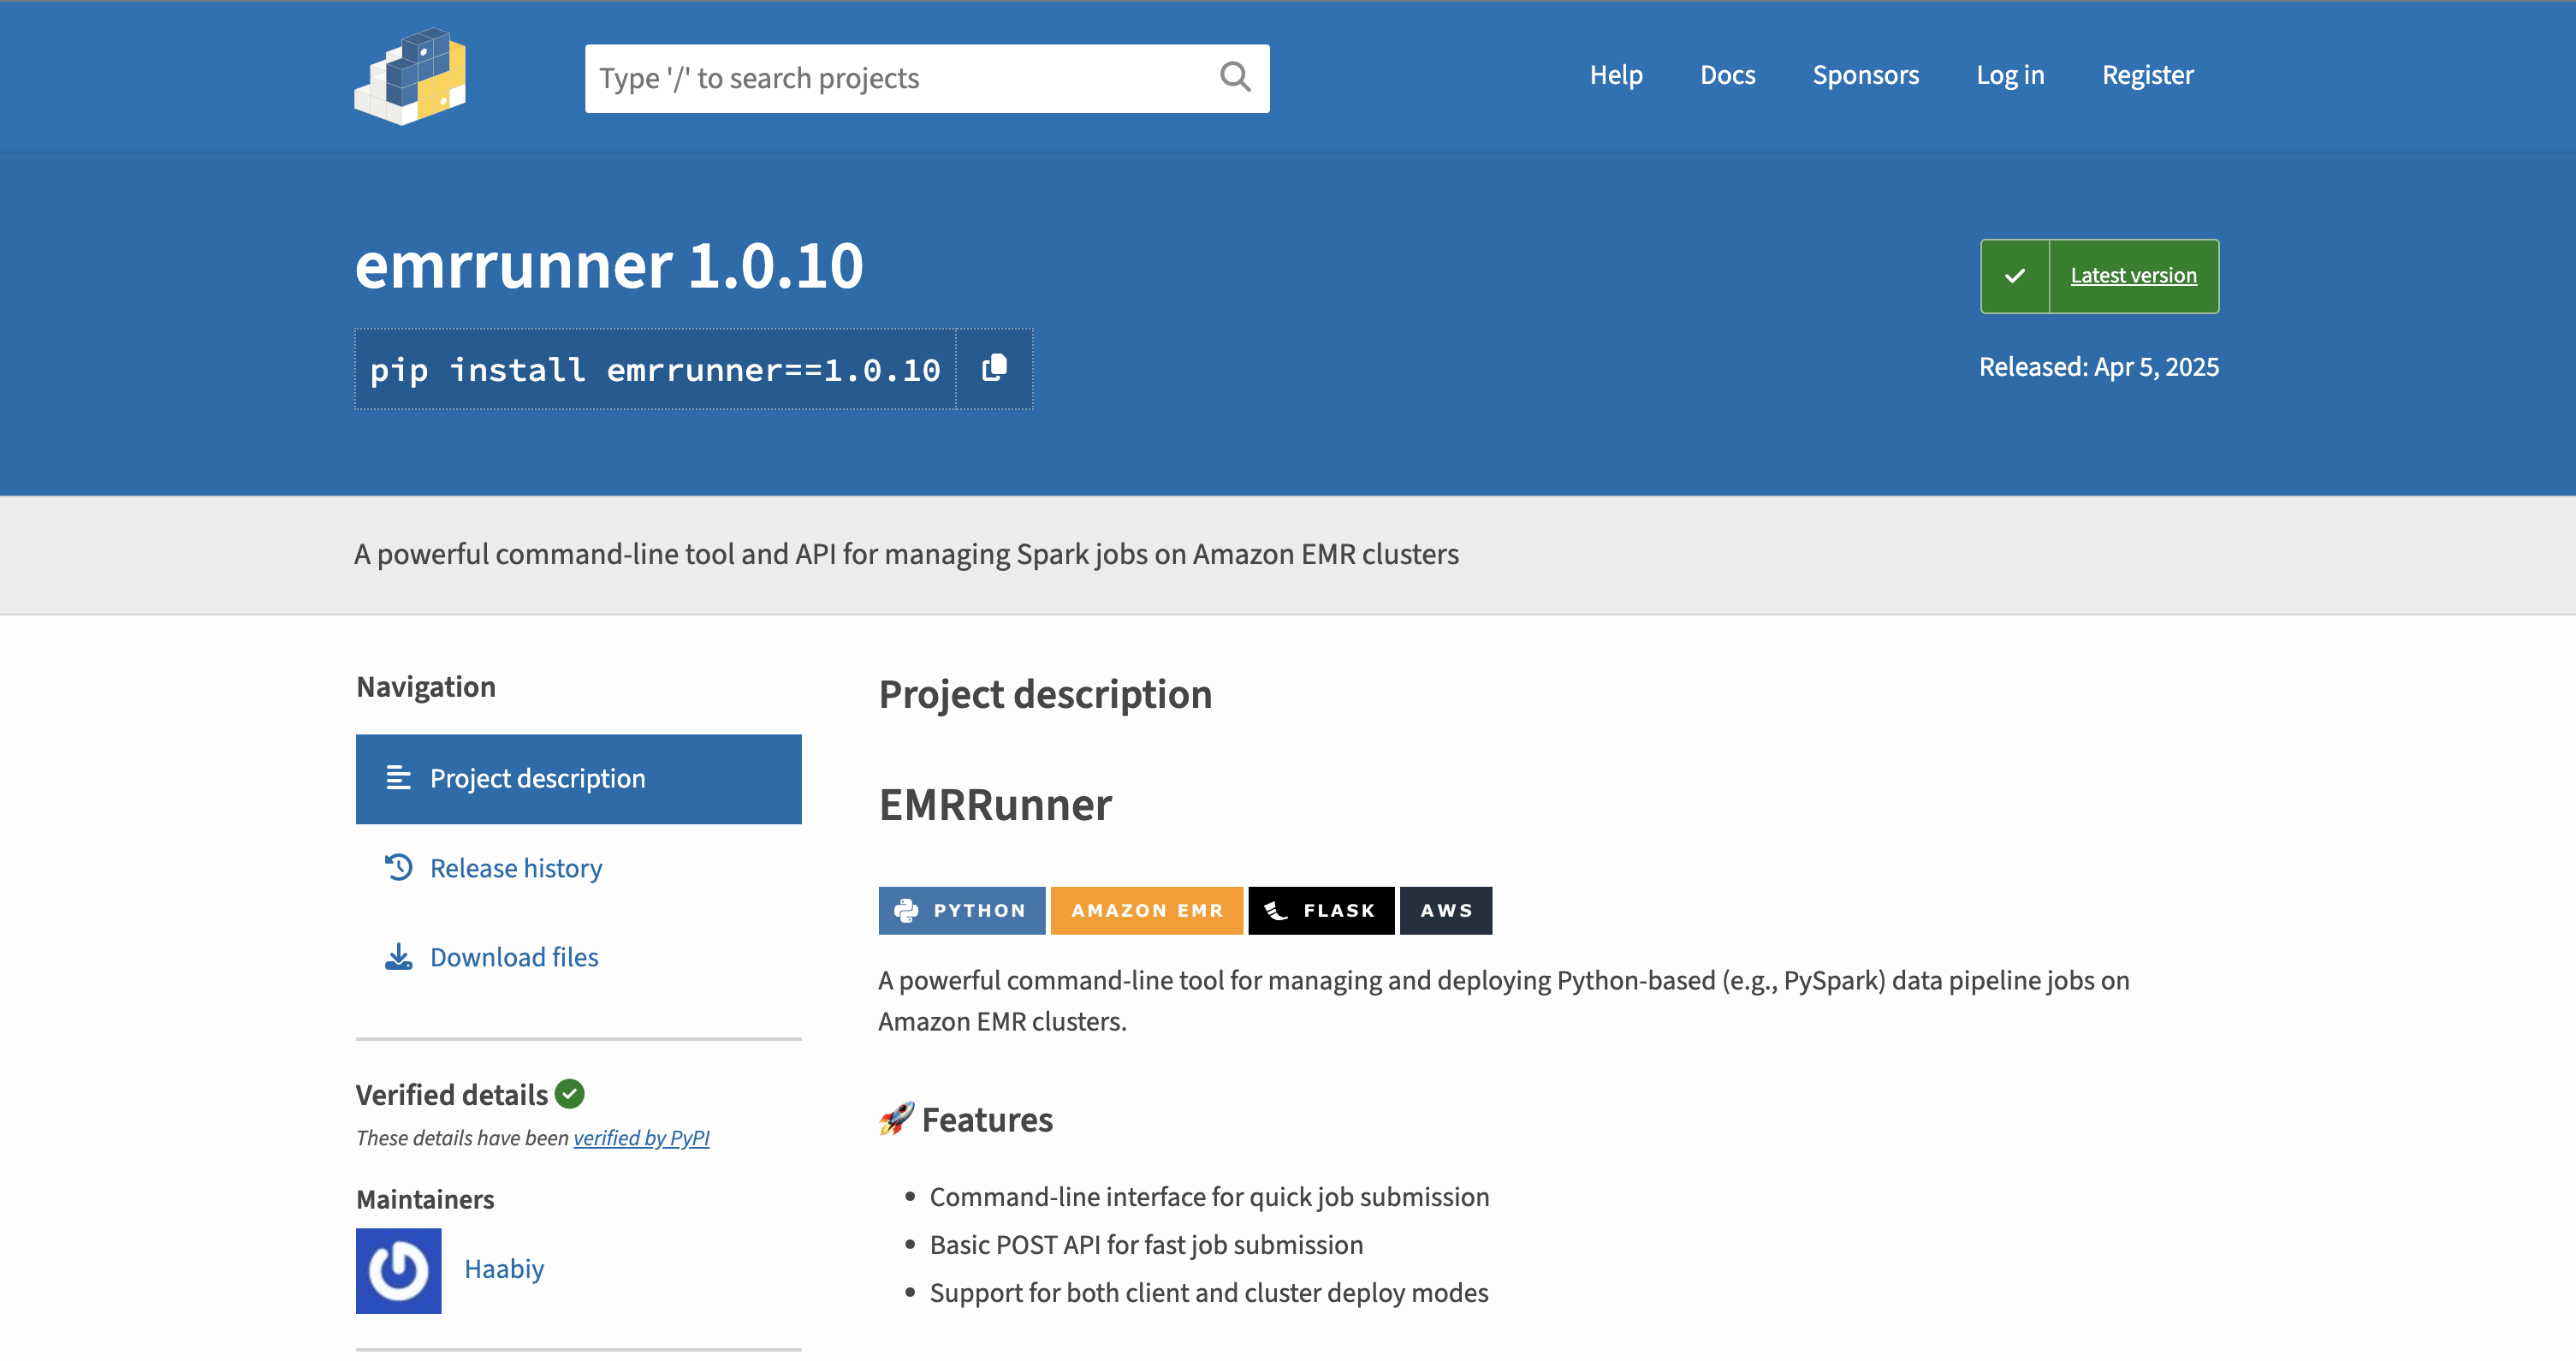 Type '/' to search projects
Help
Docs
Sponsors
Log in
Register
emrrunner 1.0.10
pip install emrrunner==1.0.10
Latest version
Released: Apr 5, 2025
A powerful command-line tool and API for managing Spark jobs on Amazon EMR clusters
Navigation
Project description
Release history
Download files
Verified details
These details have been verified by PyPI
Maintainers
Haabiy
Project description
EMRRunner
PYTHON
AMAZON EMR
FLASK
AWS
A powerful command-line tool for managing and deploying Python-based (e.g., PySpark) data pipeline jobs on
Amazon EMR clusters.
🚀 Features
• Command-line interface for quick job submission
• Basic POST API for fast job submission
• Support for both client and cluster deploy modes